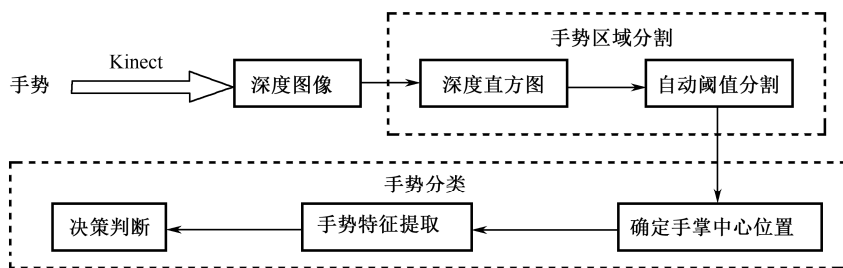 手势区域分割
Kinect
手势
深度图像
深度直方图
自动阈值分割
手势分类
决策判断
手势特征提取
确定手掌中心位置